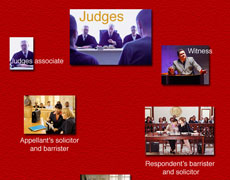 Judges
Judges associate
Witness
Appellant's solicitor
and barrister
Respondent's barrister
and solicitor